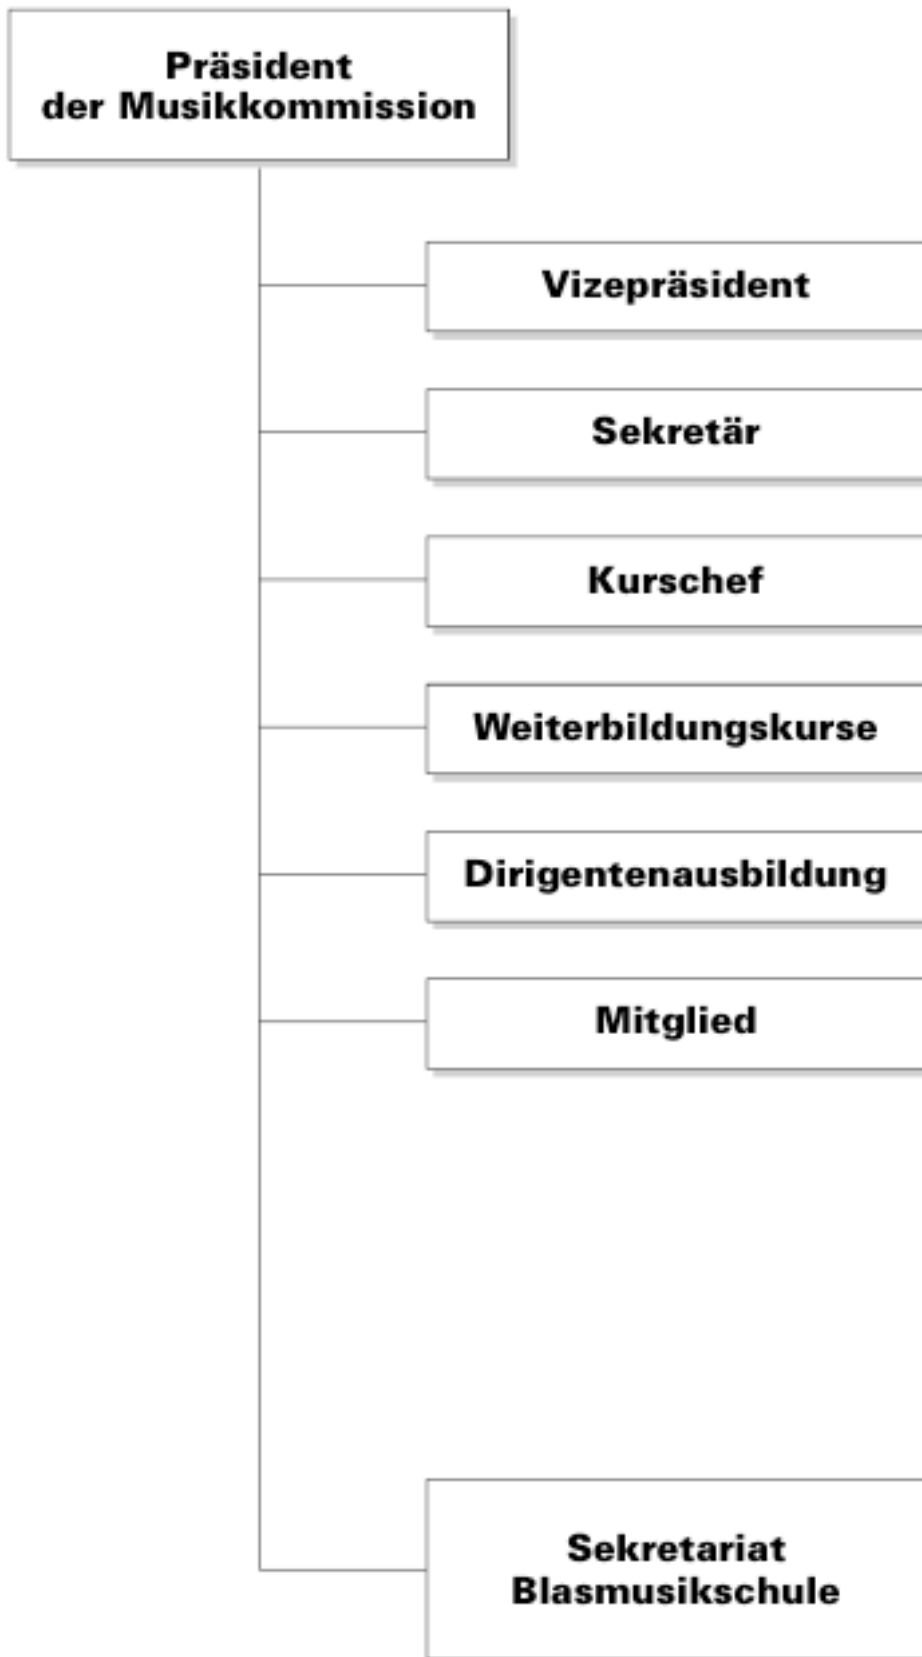 Präsident
der Musikkommission
Vizepräsident
Sekretär
Kurschef
Weiterbildungskurse
Dirigentenausbildung
Mitglied
Sekretariat
Blasmusikschule